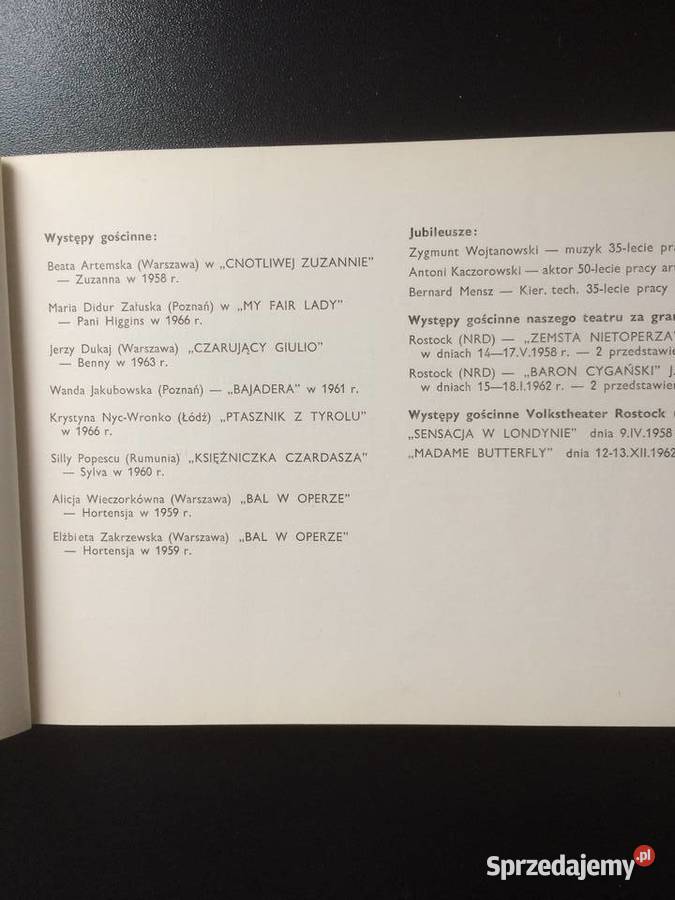 Występy gościnne:
Beata Artemska (Warszawa) w „CNOTLIWEJ ZUZANNIE"
— Zuzanna w 1958 r.
Maria Didur Załuska (Poznań) w „MY FAIR LADY"
— Pani Higgins w 1966 r.
Jerzy Dukaj (Warszawa) „CZARUJĄCY GIULIO"
— Benny w 1963 r.
Wanda Jakubowska (Poznań) — „BAJADERA" w 1961 r.
Krystyna Nyc-Wronko (Łódź) „PTASZNIK Z TYROLU"
w 1966 r.
Silly Popescu (Rumunia) „KSIĘŻNICZKA CZARDASZA"
— Sylva w 1960 r.
Alicja Wieczorkówna (Warszawa) „BAL W OPERZE"
— Hortensja w 1959 r.
Elżbieta Zakrzewska (Warszawa) „BAL W OPERZE"
— Hortensja w 1959 r.
Jubileusze:
Zygmunt Wojtanowski — muzyk 35-lecie
Antoni Kaczorowski — aktor 50-lecie pracy
Bernard Mensz — Kier. tech. 35-lecie pracy
Występy gościnne naszego teatru za
Rostock (NRD) — „ZEMSTA NIETOPERZA"
w dniach 14—17.V.1958 r. — 2
Rostock (NRD) — „BARON CYGAŃSKI" J.
w dniach 15—18.I.1962 r. — 2
Występy gościnne Volkstheater Rostock
„SENSACJA W LONDYNIE" dnia 9.IV.1958
„MADAME BUTTERFLY" dnia 12-13.XII.1962
Sprzedajemy.pl